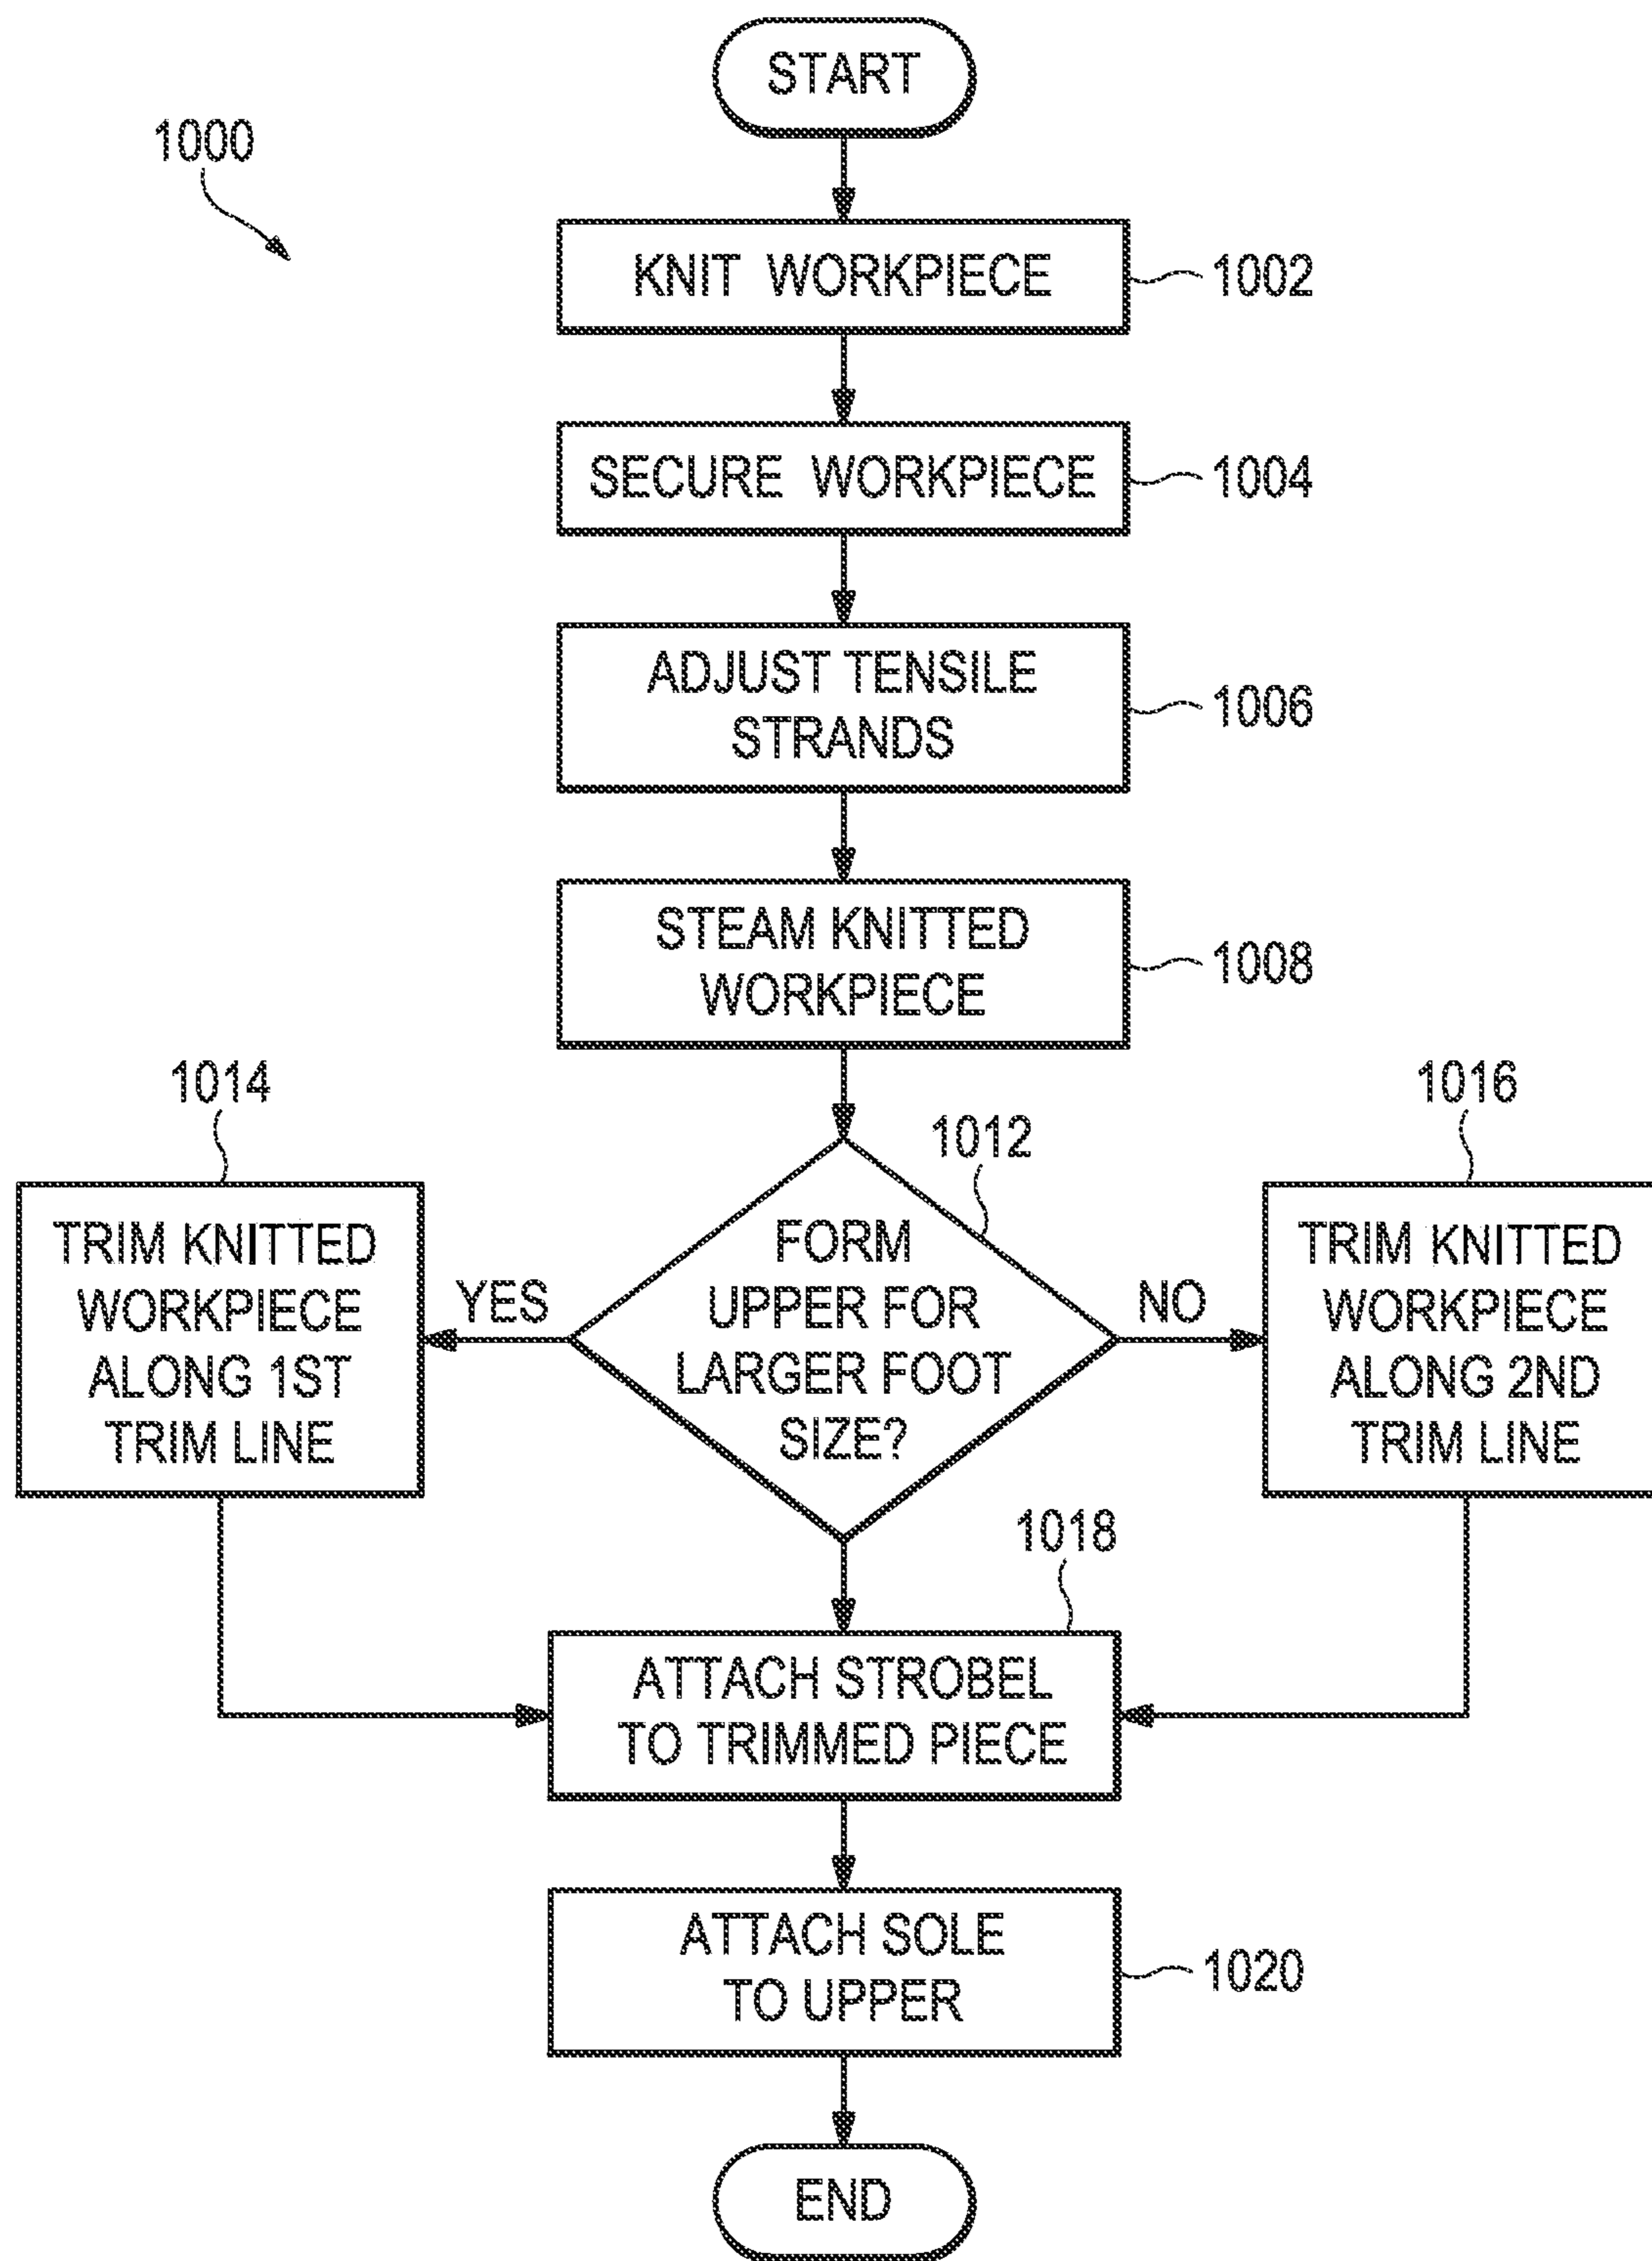 START
1000
KNIT WORKPIECE
1002
SECURE WORKPIECE
1004
ADJUST TENSILE
STRANDS
1006
STEAM KNITTED
WORKPIECE
1008
1014
TRIM KNITTED
WORKPIECE
ALONG 1ST
TRIM LINE
YES
1012
FORM
UPPER FOR
LARGER FOOT
SIZE?
NO
1016
TRIM KNITTED
WORKPIECE
ALONG 2ND
TRIM LINE
1018
ATTACH STROBEL
TO TRIMMED PIECE
ATTACH SOLE
TO UPPER
1020
END